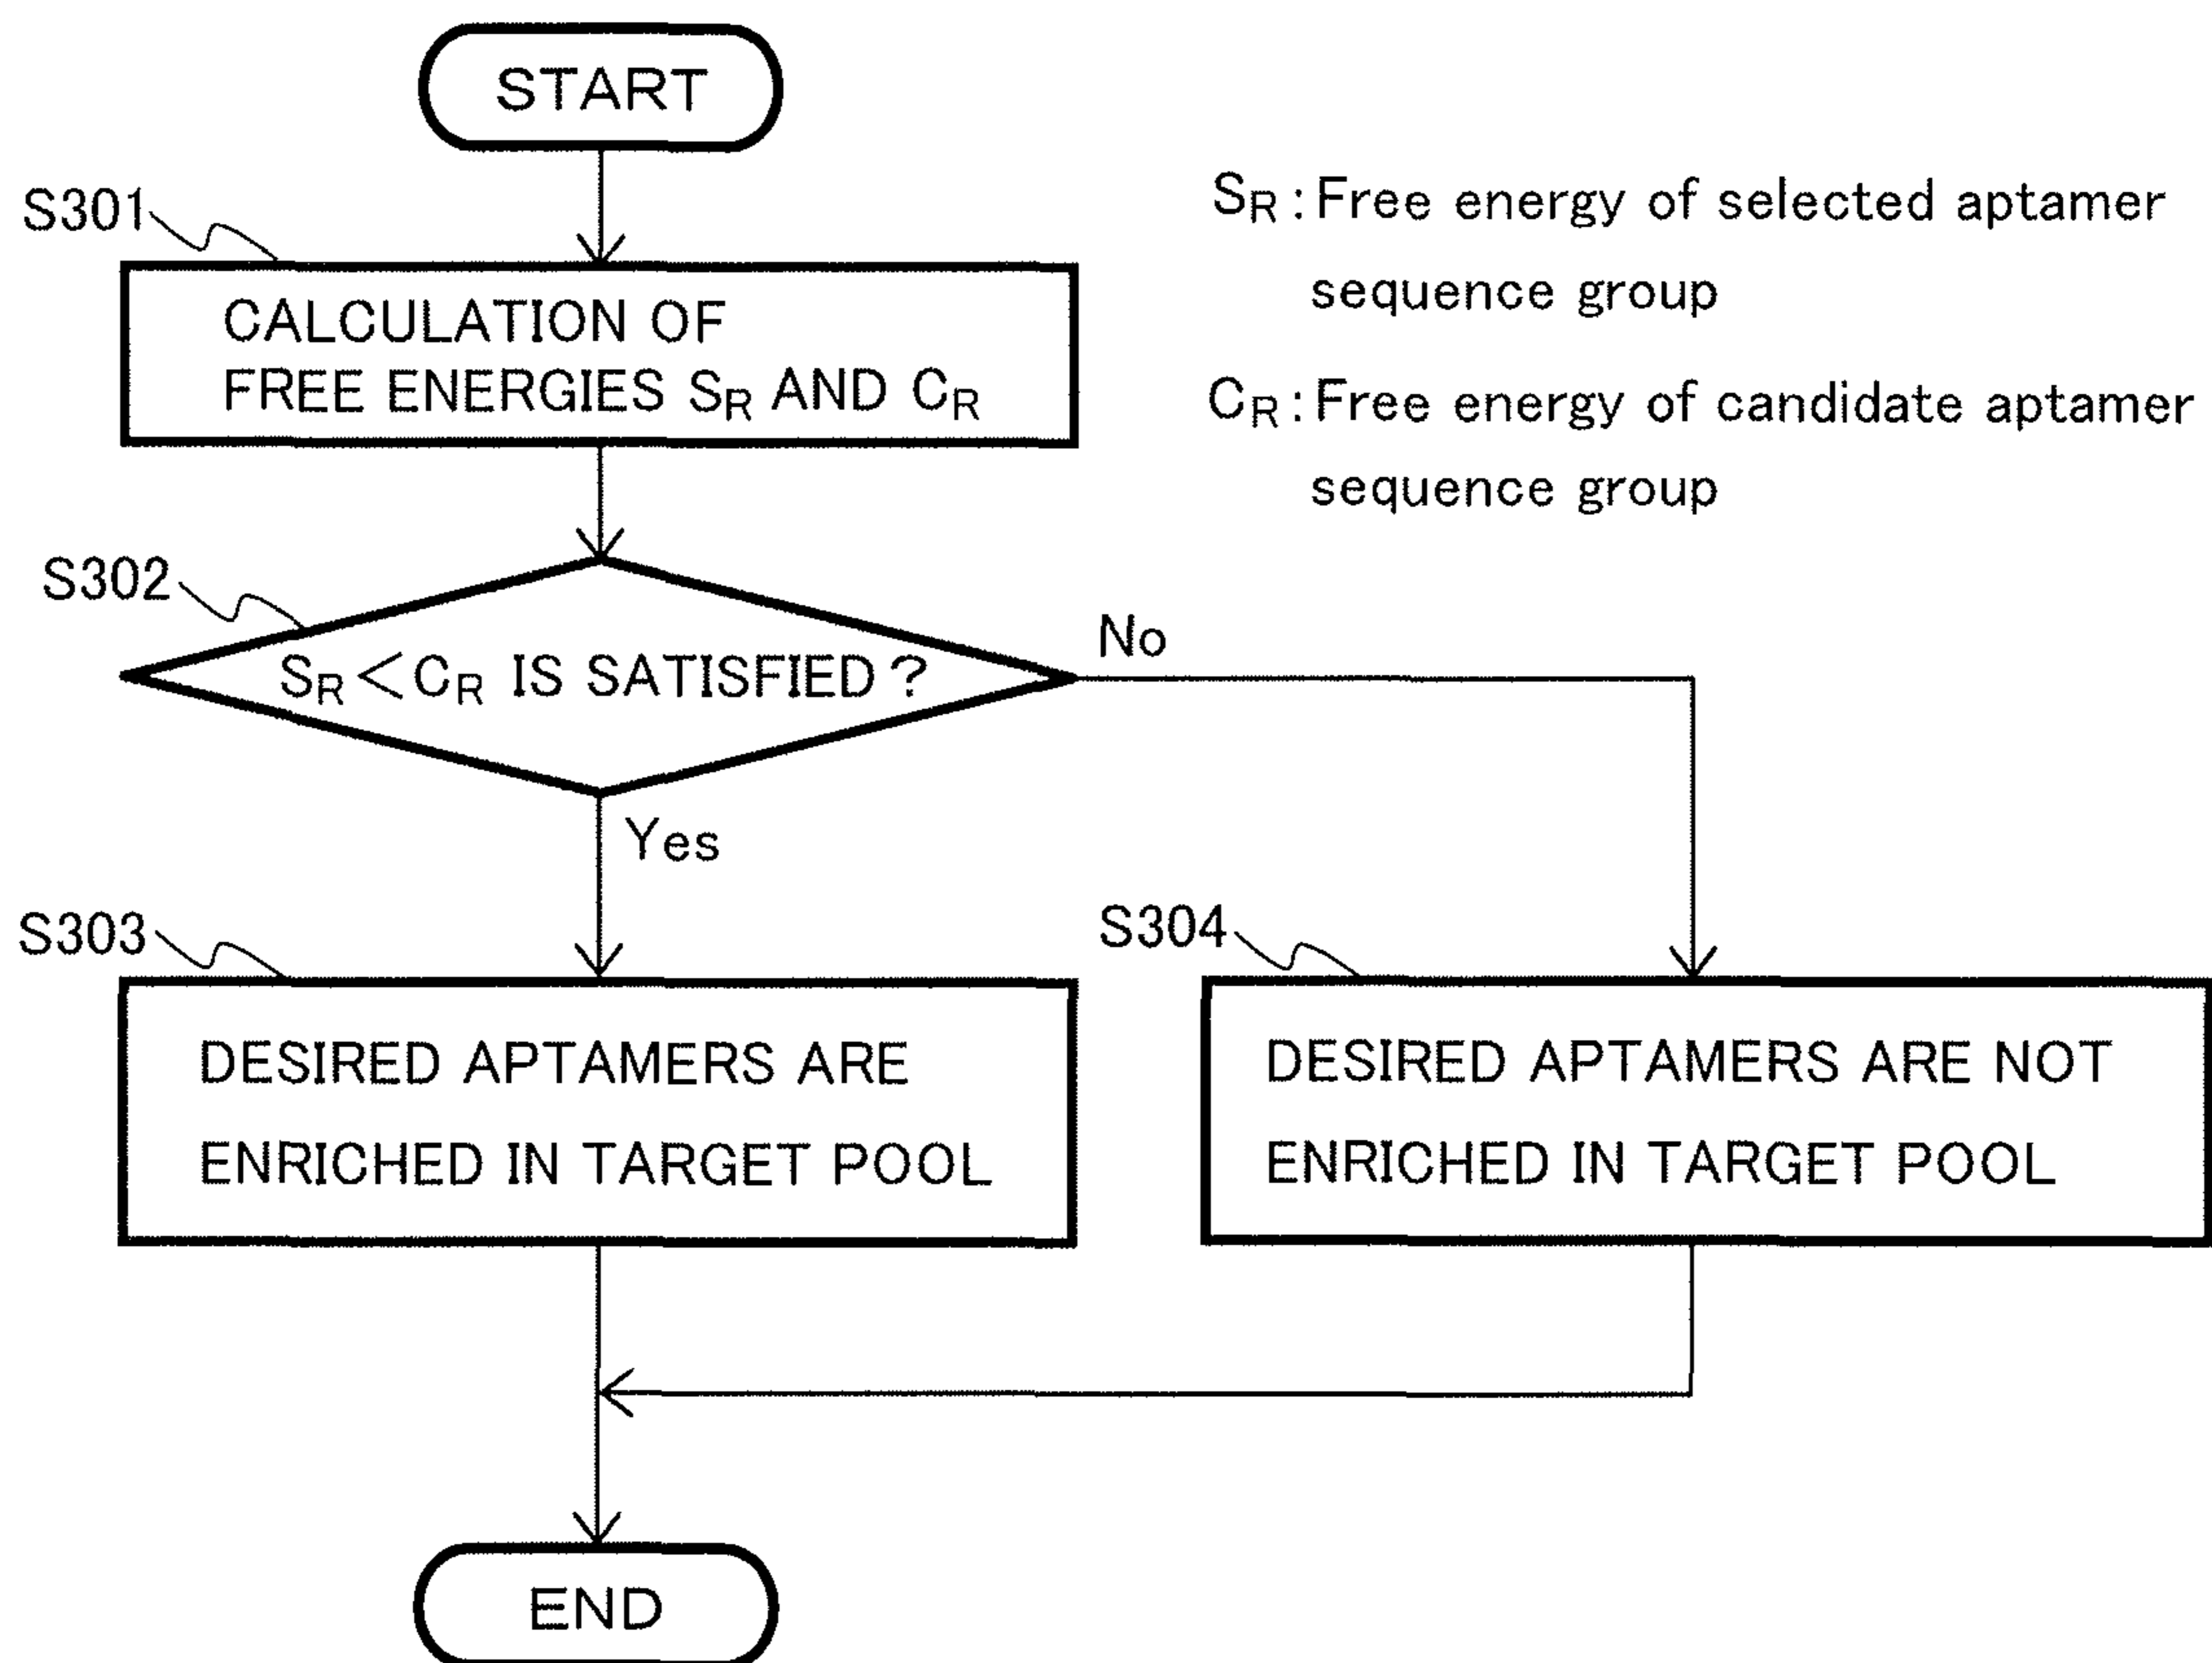 START
S301
CALCULATION OF
FREE ENERGIES SR AND CR
SR:Free energy of selected aptamer
sequence group
CR:Free energy of candidate aptamer
sequence group
S302
SR<CR IS SATISFIED?
No
Yes
S303
DESIRED APTAMERS ARE
ENRICHED IN TARGET POOL
S304
DESIRED APTAMERS ARE NOT
ENRICHED IN TARGET POOL
END